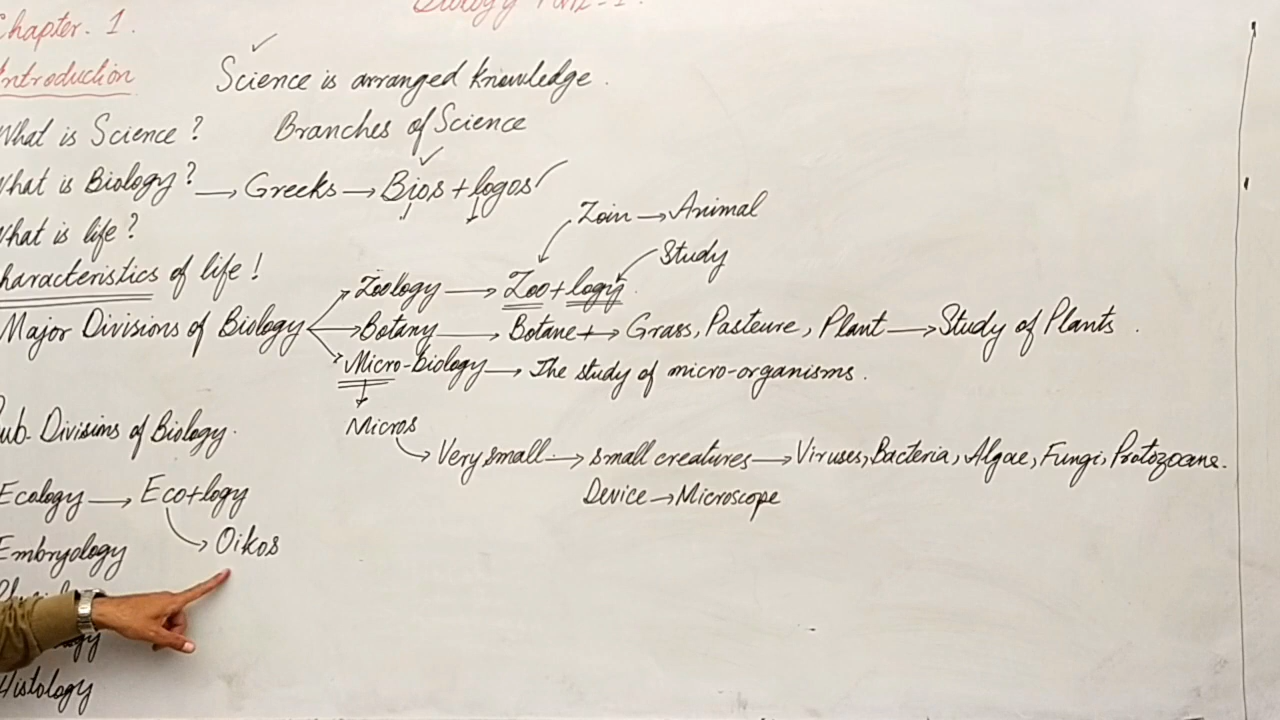 Biology Part-1.
Chapter-1.
Introduction
Science is arranged knowledge.
What is Science?
Branches of Science
What is Biology? → Greeks → Bios + logos
What is life?
Zoin → Animal
Study
Characteristics of life!
Major Divisions of Biology
Zoology → Zoo + logy
Botany → Botane + → Grass, Pasteure, Plant → Study of Plants.
Micro-biology → The study of micro-organisms.
Micros
Very small → small creatures → Viruses, Bacteria, Algae, Fungi, Protozoans.
Device → Microscope
Sub-Divisions of Biology.
Ecology → Eco+logy
Oikos
Embryology
Histology